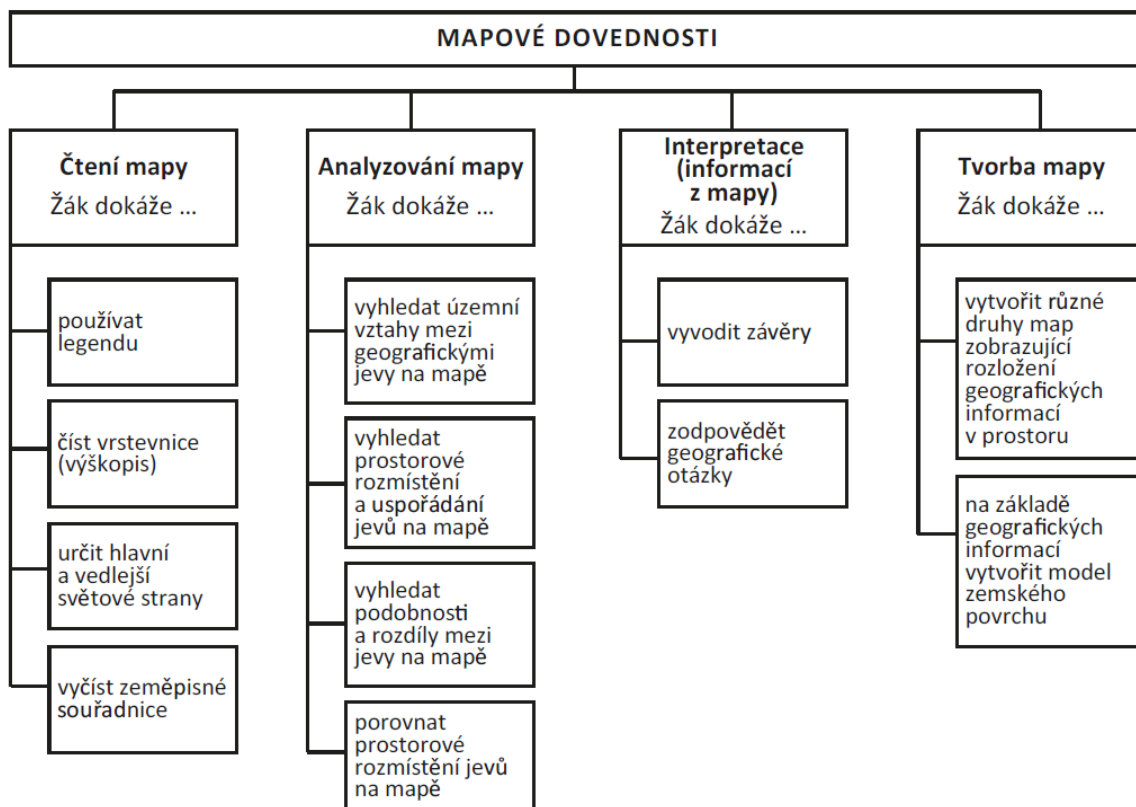 MAPOVÉ DOVEDNOSTI
Čtení mapy
Žák dokáže ...
používat
legendu
číst vrstevnice
(výškopis)
určit hlavní
a vedlejší
světové strany
vyčíst zeměpisné
souřadnice
Analyzování mapy
Žák dokáže ...
vyhledat územní
vztahy mezi
geografickými
jevy na mapě
vyhledat
prostorové
rozmístění
a uspořádání
jevů na mapě
vyhledat
podobnosti
a rozdíly mezi
jevy na mapě
porovnat
prostorové
rozmístění jevů
na mapě
Interpretace
(informací
z mapy)
Žák dokáže ...
vyvodit závěry
zodpovědět
geografické
otázky
Tvorba mapy
Žák dokáže ...
vytvořit různé
druhy map
zobrazující
rozložení
geografických
informací
v prostoru
na základě
geografických
informací
vytvořit model
zemského
povrchu